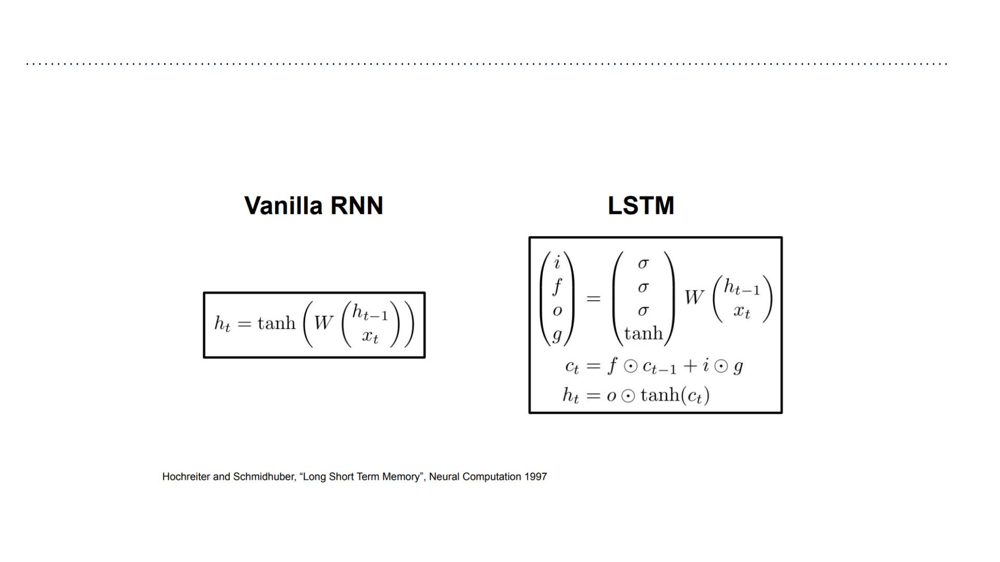 Vanilla RNN
h_t = tanh ( W ( h_{t−1} x_t ) )
LSTM
( i f o g ) = ( σ σ σ tanh ) W ( h_{t−1} x_t )
c_t = f ⊙ c_{t−1} + i ⊙ g
h_t = o ⊙ tanh(c_t)
Hochreiter and Schmidhuber, “Long Short Term Memory”, Neural Computation 1997